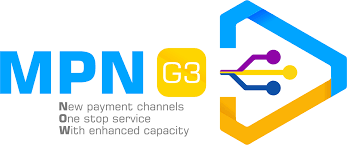 MPN G3
New payment channels
One stop service
With enhanced capacity